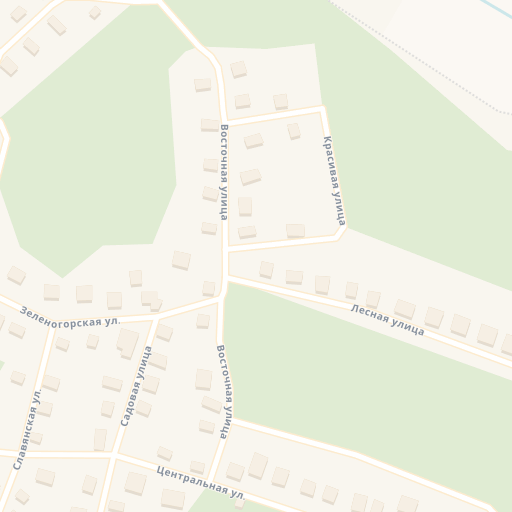 Восточная улица
Красивая улица
Зеленогорская ул.
Лесная улица
Садовая улица
Восточная улица
Славянская ул.
Центральная ул.